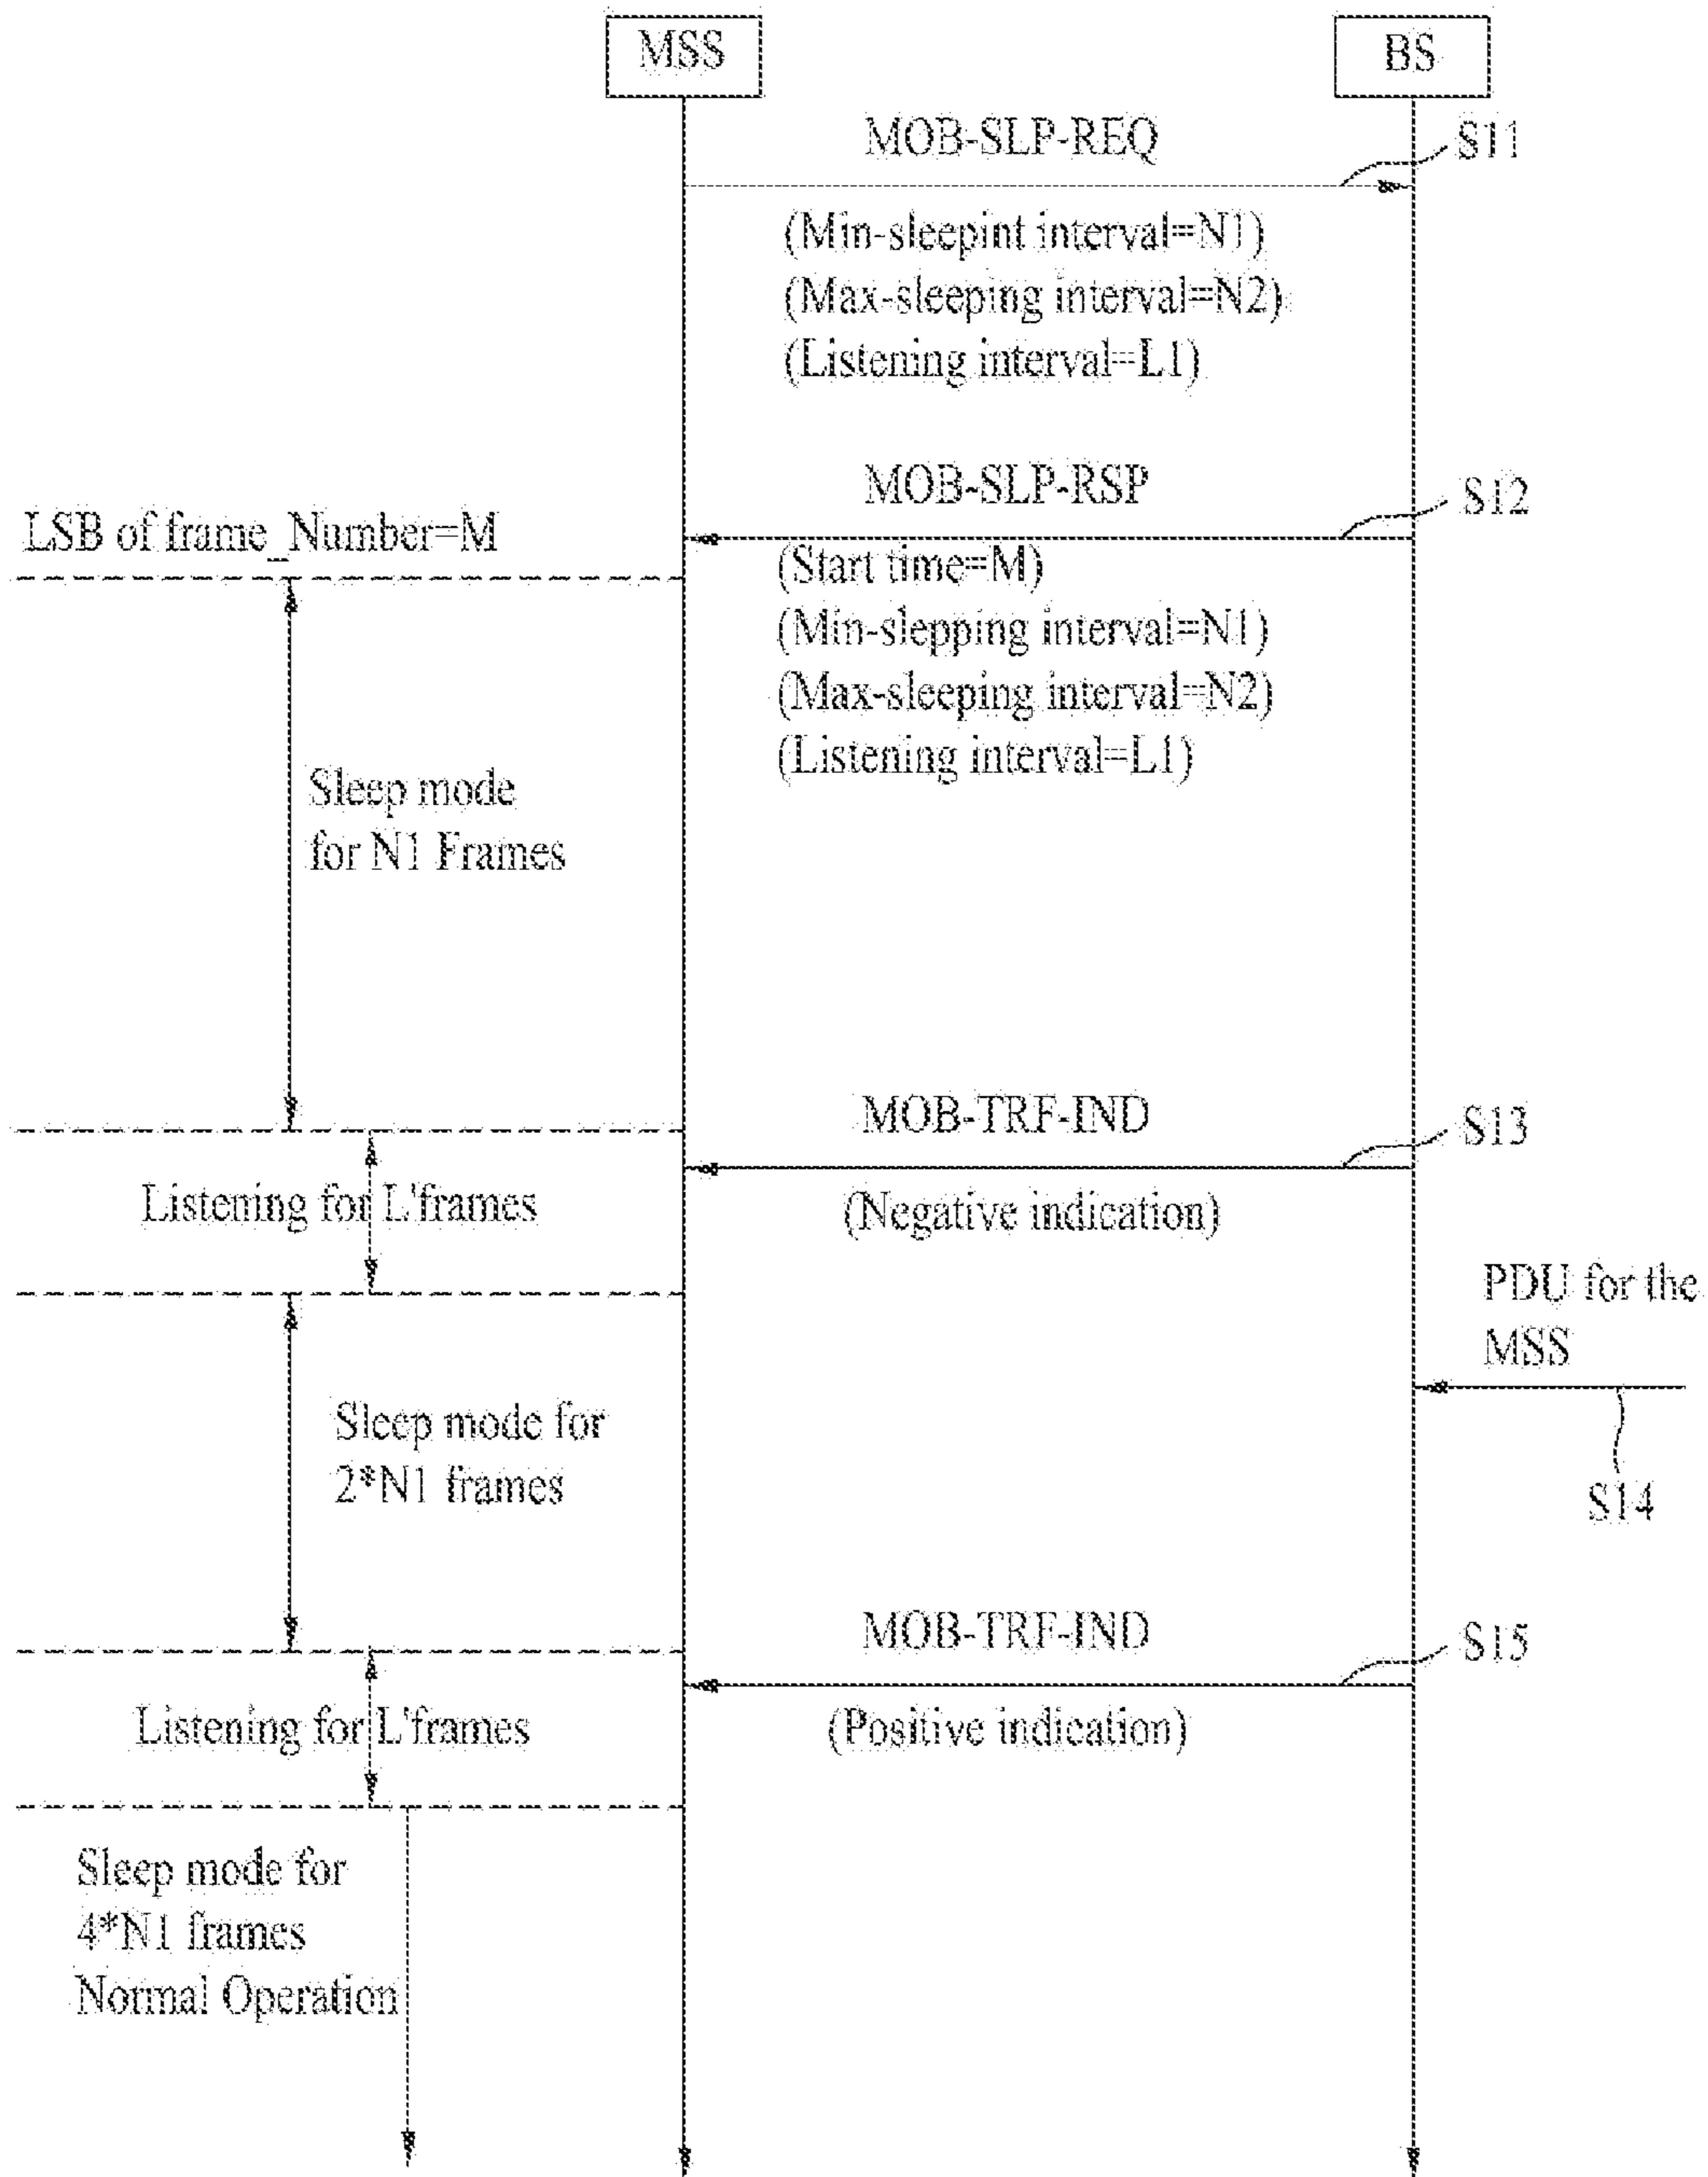 MSS
BS
MOB-SLP-REQ
S11
(Min-sleepint interval=N1)
(Max-sleeping interval=N2)
(Listening interval=L1)
MOB-SLP-RSP
S12
LSB of frame_Number=M
(Start time=M)
(Min-slepping interval=N1)
(Max-sleeping interval=N2)
(Listening interval=L1)
Sleep mode
for N1 Frames
MOB-TRF-IND
S13
Listening for L'frames
(Negative indication)
PDU for the
MSS
Sleep mode for
2*N1 frames
S14
MOB-TRF-IND
S15
Listening for L'frames
(Positive indication)
Sleep mode for
4*N1 frames
Normal Operation